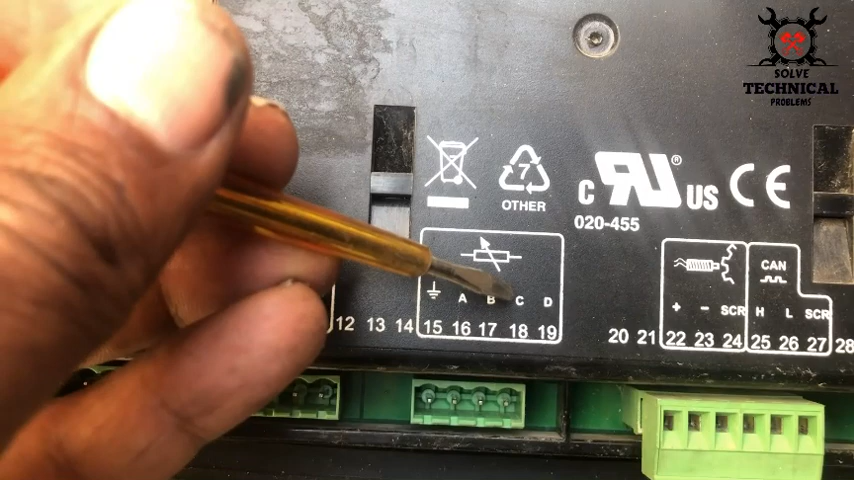 SOLVE
TECHNICAL
PROBLEMS
7
OTHER
C UR® US CE
020-455
CAN
A B C D
+ – SCR H L SCR
12 13 14 15 16 17 18 19 20 21 22 23 24 25 26 27 28